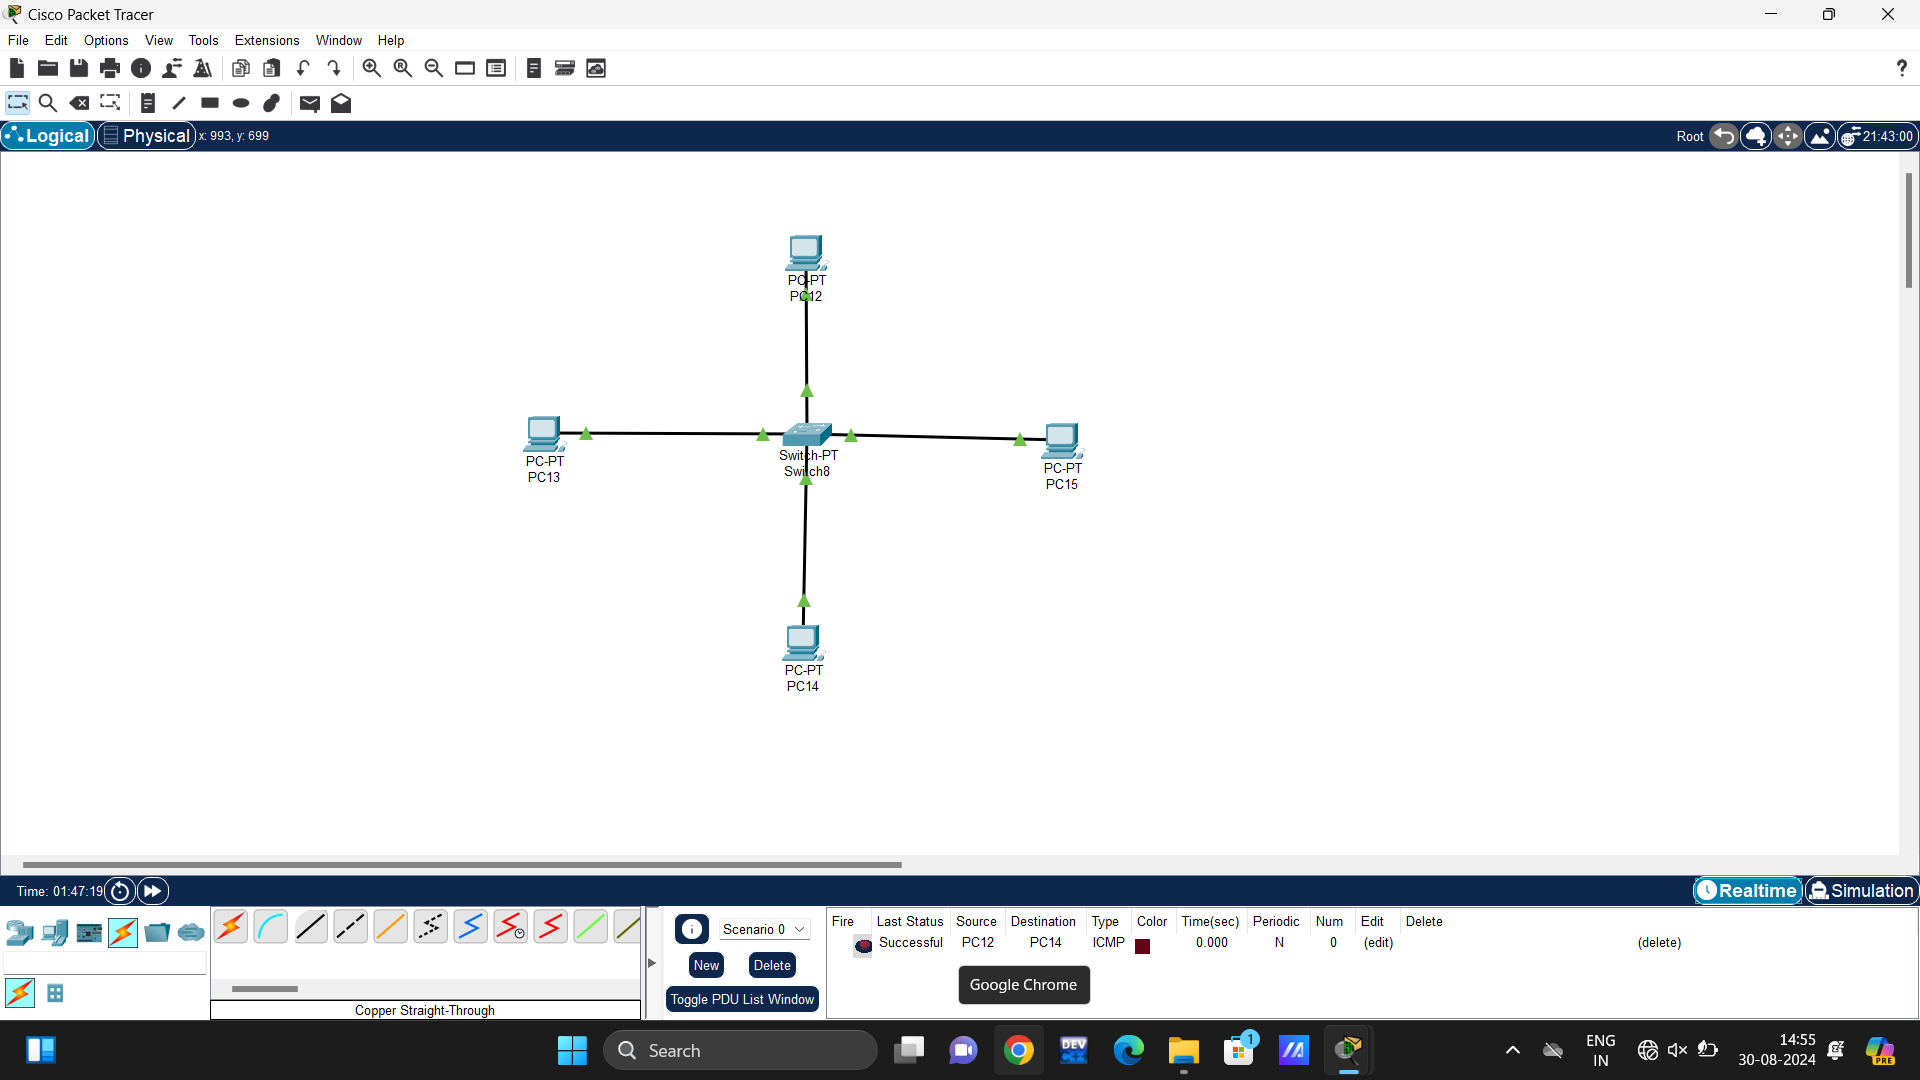 Cisco Packet Tracer
File Edit Options View Tools Extensions Window Help
?
Logical Physical x: 993, y: 699 Root 21:43:00
PC-PT
PC12
PC-PT
PC13
Switch-PT
Switch8
PC-PT
PC15
PC-PT
PC14
Time: 01:47:19 Realtime Simulation
Scenario 0
New Delete
Toggle PDU List Window
Fire Last Status Source Destination Type Color Time(sec) Periodic Num Edit Delete
Successful PC12 PC14 ICMP 0.000 N 0 (edit) (delete)
Google Chrome
Copper Straight-Through
Search
DEV
C++
1
ENG
IN
14:55
30-08-2024
PRE